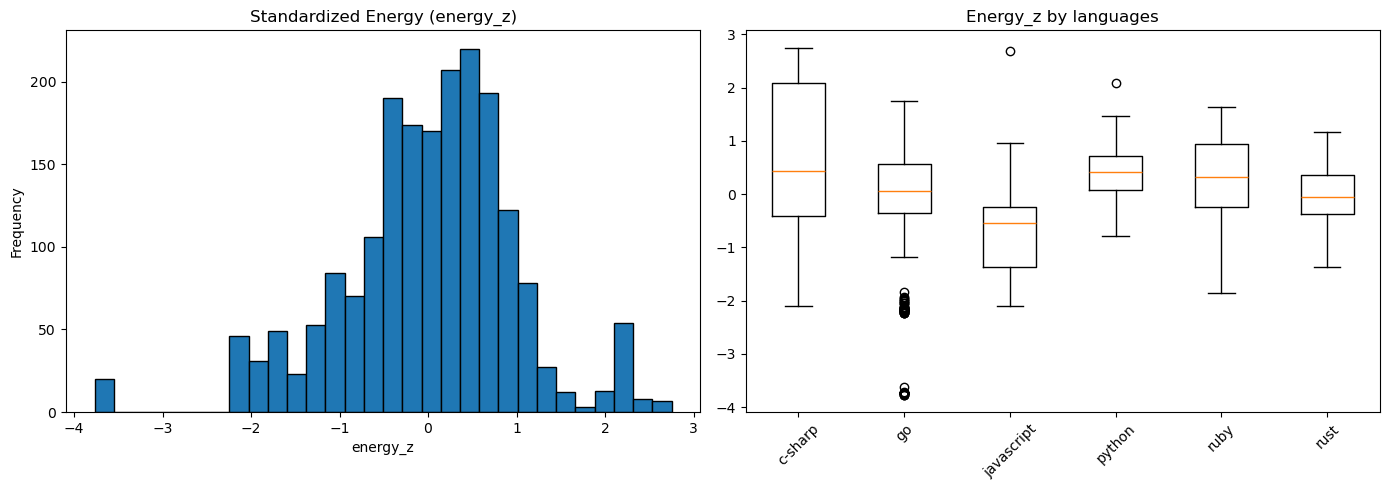 Standardized Energy (energy_z)
Frequency
200
150
100
50
0
−4 −3 −2 −1 0 1 2 3
energy_z
Energy_z by languages
3
2
1
0
−1
−2
−3
−4
c-sharp go javascript python ruby rust